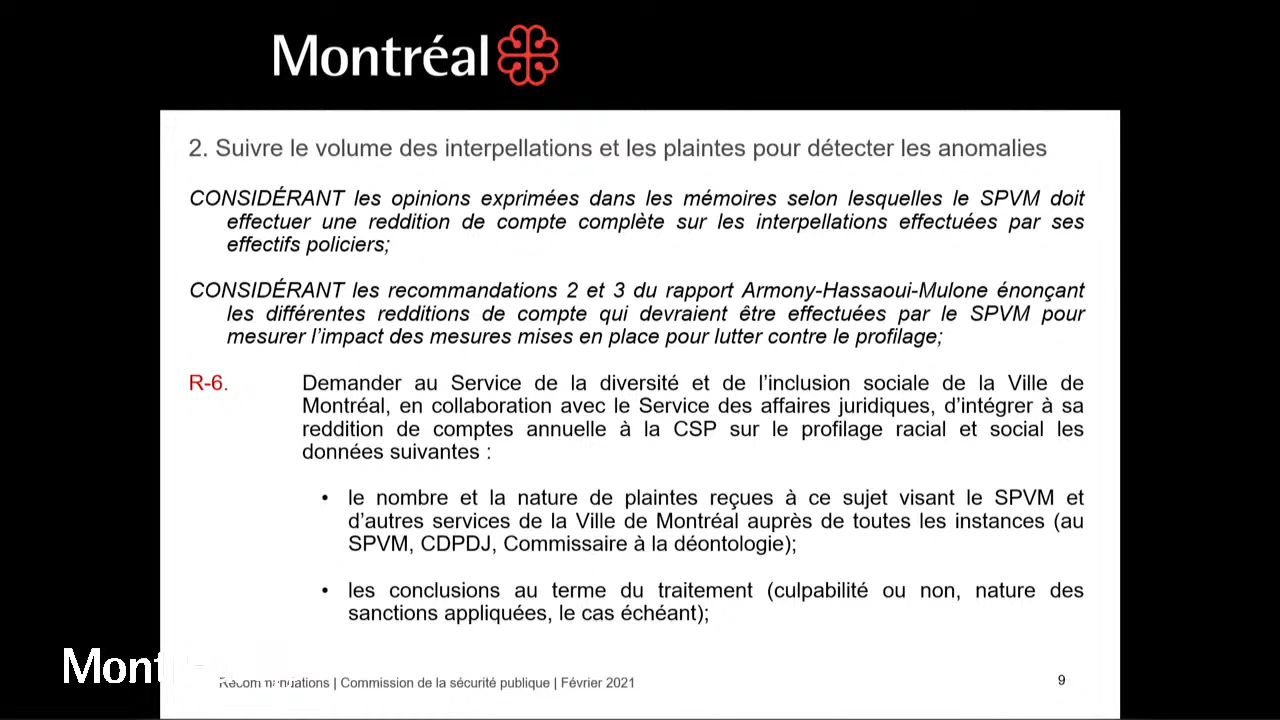 Montréal
2. Suivre le volume des interpellations et les plaintes pour détecter les anomalies
CONSIDÉRANT les opinions exprimées dans les mémoires selon lesquelles le SPVM doit
effectuer une reddition de compte complète sur les interpellations effectuées par ses
effectifs policiers;
CONSIDÉRANT les recommandations 2 et 3 du rapport Armony-Hassaoui-Mulone énonçant
les différentes redditions de compte qui devraient être effectuées par le SPVM pour
mesurer l'impact des mesures mises en place pour lutter contre le profilage;
R-6. Demander au Service de la diversité et de l'inclusion sociale de la Ville de
Montréal, en collaboration avec le Service des affaires juridiques, d'intégrer à sa
reddition de comptes annuelle à la CSP sur le profilage racial et social les
données suivantes :
• le nombre et la nature de plaintes reçues à ce sujet visant le SPVM et
d'autres services de la Ville de Montréal auprès de toutes les instances (au
SPVM, CDPDJ, Commissaire à la déontologie);
• les conclusions au terme du traitement (culpabilité ou non, nature des
sanctions appliquées, le cas échéant);
Recommandations | Commission de la sécurité publique | Février 2021
9